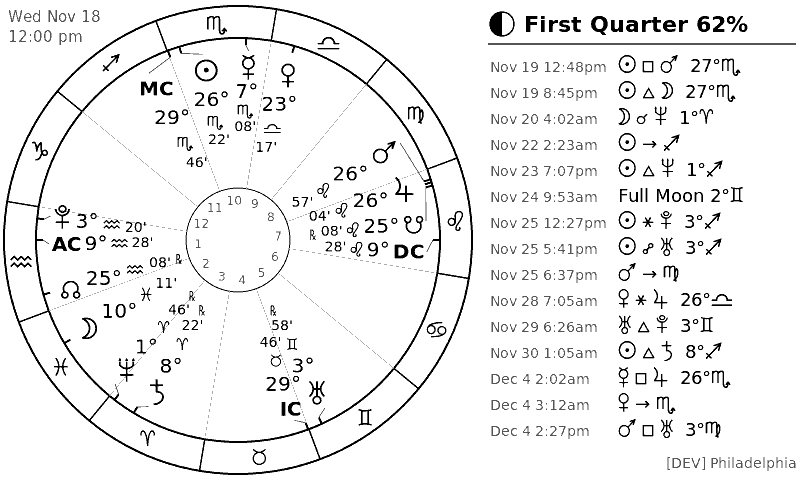 Wed Nov 18
12:00 pm
First Quarter 62%
Nov 19 12:48pm ☉ □ ♂ 27°♏
Nov 19 8:45pm ☉ △ ☽ 27°♏
Nov 20 4:02am ☽ ☌ ♆ 1°♈
Nov 22 2:23am ☉ → ♐
Nov 23 7:07pm ☉ △ ♆ 1°♐
Nov 24 9:53am Full Moon 2°♊
Nov 25 12:27pm ☉ ⚹ ⯓ 3°♐
Nov 25 5:41pm ☉ ☍ ♅ 3°♐
Nov 25 6:37pm ♂ → ♍
Nov 28 7:05am ♀ ⚹ ♃ 26°♎
Nov 29 6:26am ♅ △ ⯓ 3°♊
Nov 30 1:05am ☉ △ ♄ 8°♐
Dec 4 2:02am ☿ □ ♃ 26°♏
Dec 4 3:12am ♀ → ♏
Dec 4 2:27pm ♂ □ ♅ 3°♍
[DEV] Philadelphia
MC 29° ♏ 46'
☉ 26° ♏ 22'
☿ 7° ♏ 08'
♀ 23° ♎ 17'
♂ 26° ♌ 57'
♃ 26° ♌ 04'
☋ 25° ♌ 08' ℞
DC 9° ♌ 28'
⯓ 3° ♒ 20'
AC 9° ♒ 28'
☊ 25° ♒ 08' ℞
☽ 10° ♓ 11'
♆ 1° ♈ 46' ℞
♄ 8° ♈ 22' ℞
IC 29° ♉ 46'
♅ 3° ♊ 58' ℞
♏
♎
♍
♌
♋
♊
♉
♈
♓
♒
♑
♐
1
2
3
4
5
6
7
8
9
10
11
12